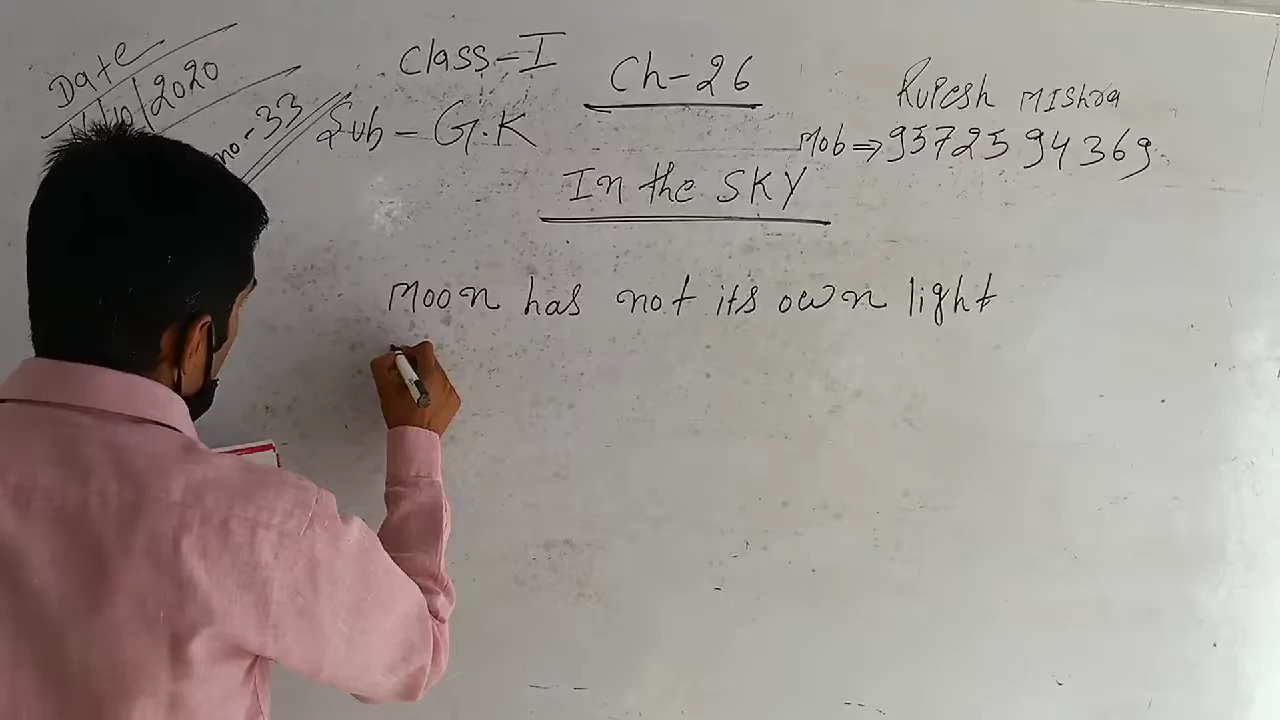 Date
/10/2020
no.-33
Class-I
Sub - G.K
Ch-26
In the SKY
Rupesh Mishra
Mob ⇒ 9372594369
Moon has not its own light